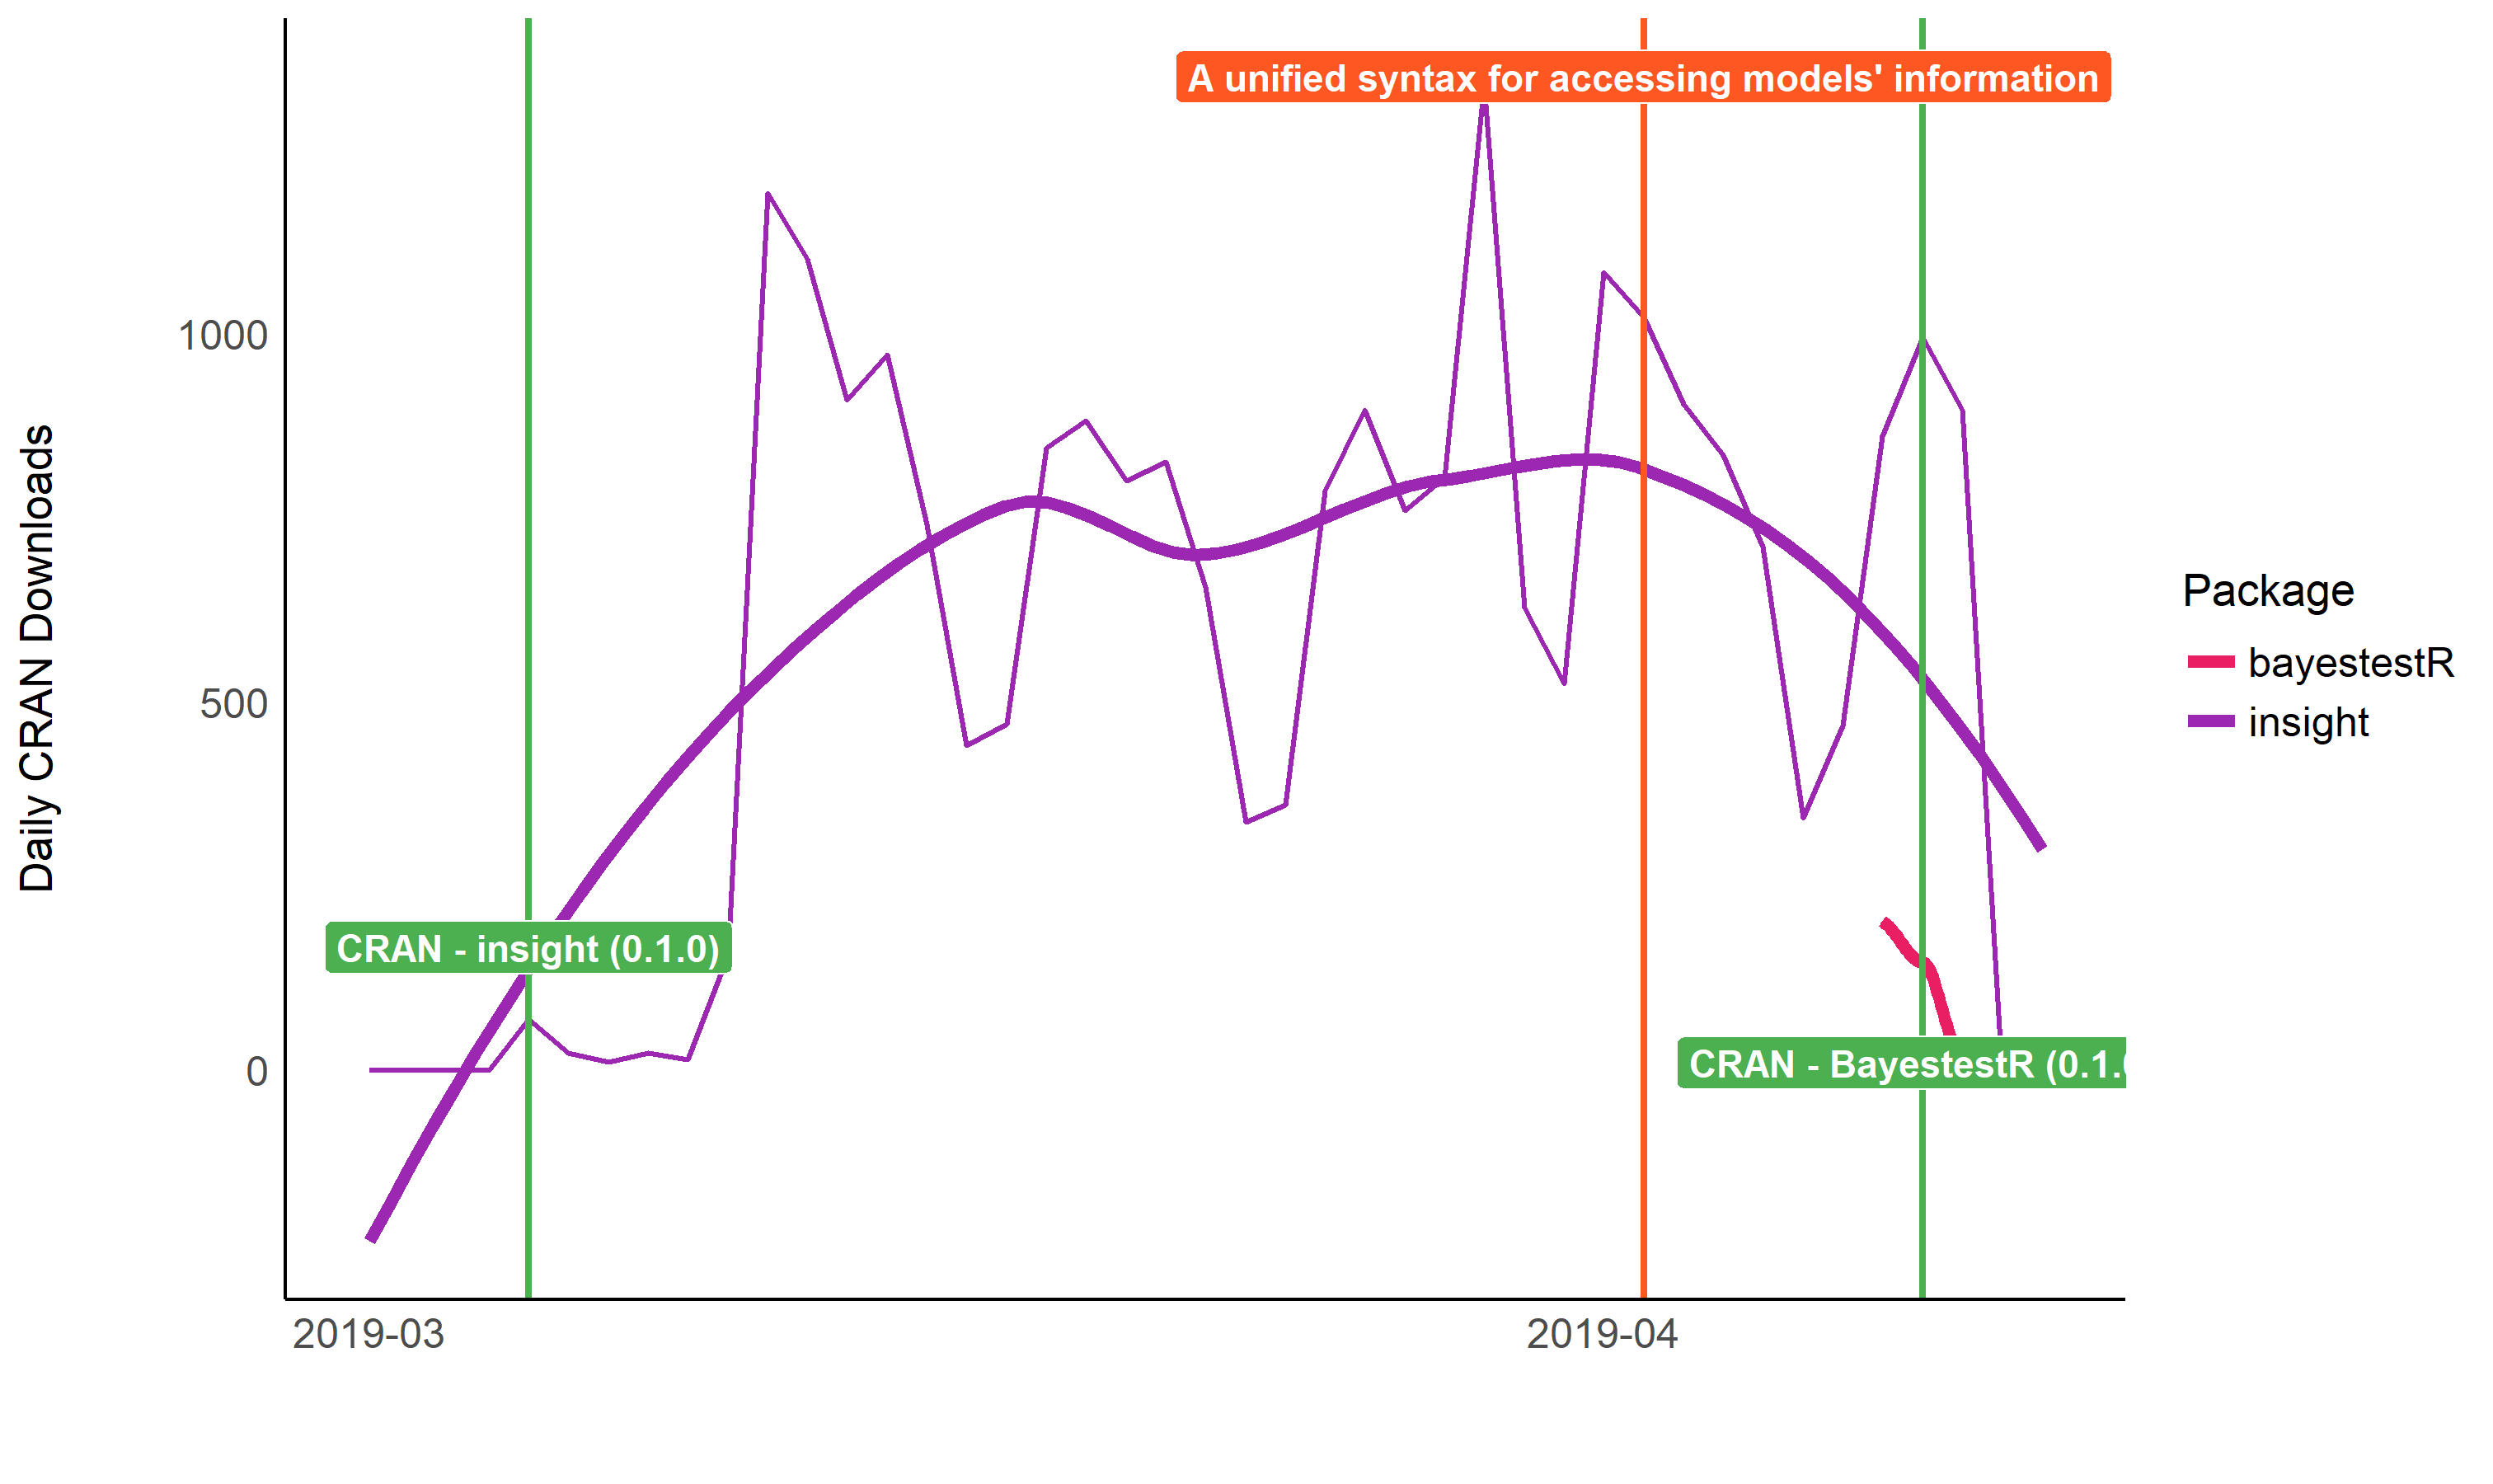 A unified syntax for accessing models' information
1000
500
0
Daily CRAN Downloads
CRAN - insight (0.1.0)
CRAN - BayestestR (0.1.
2019-03
2019-04
Package
bayestestR
insight